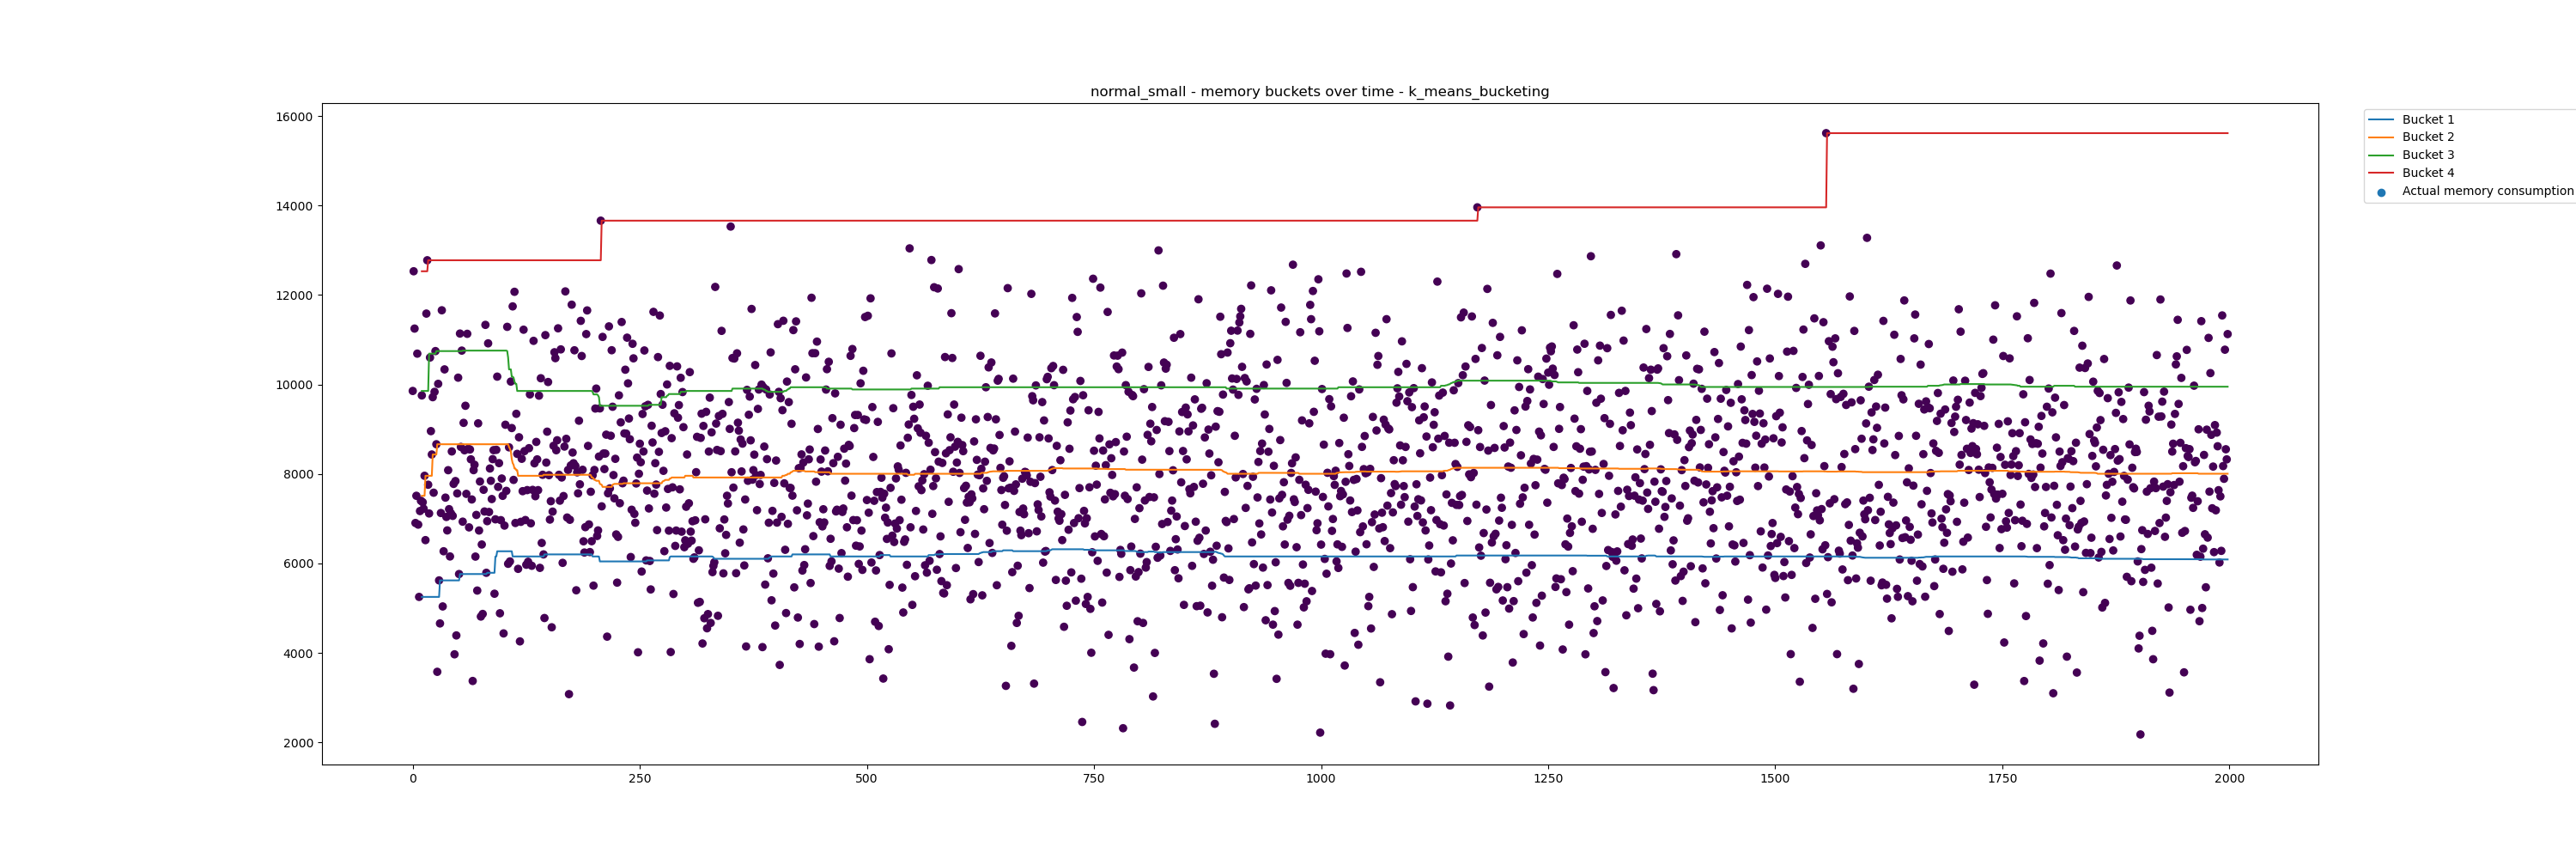 normal_small - memory buckets over time - k_means_bucketing
16000
14000
12000
10000
8000
6000
4000
2000
0
250
500
750
1000
1250
1500
1750
2000
Bucket 1
Bucket 2
Bucket 3
Bucket 4
Actual memory consumption